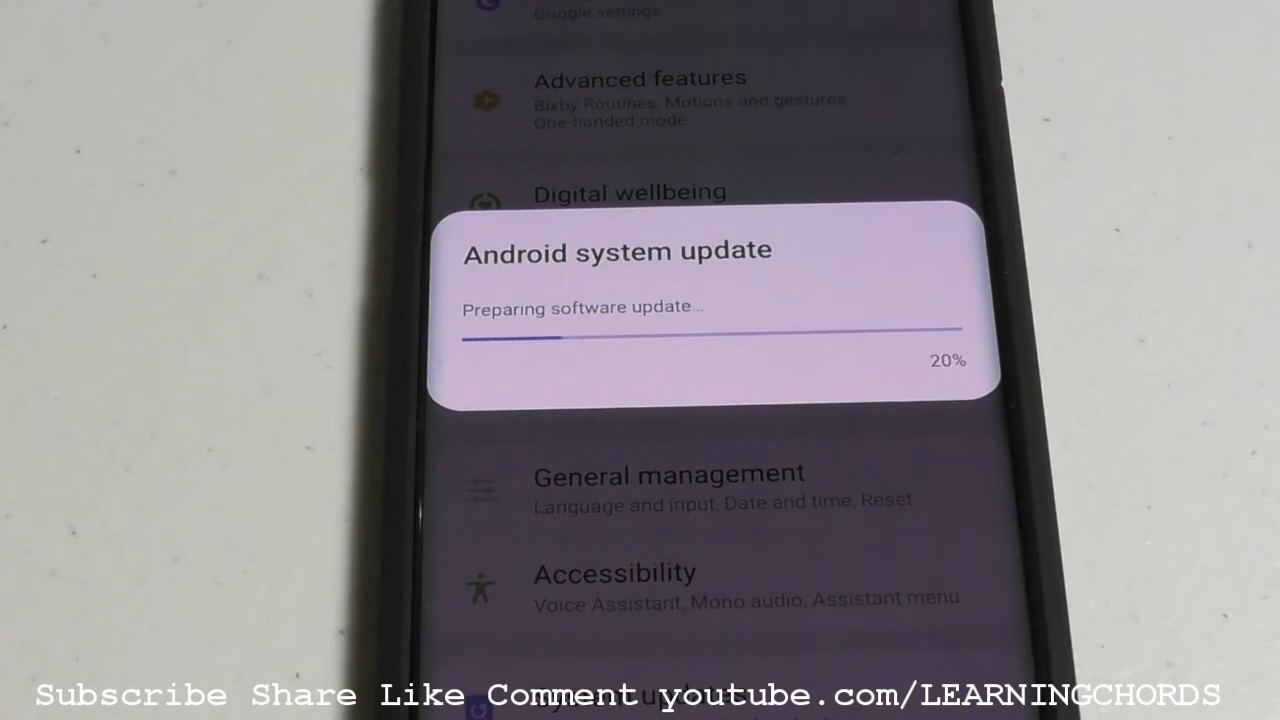 Google settings
Advanced features
Bixby Routines, Motions and gestures
One-handed mode
Digital wellbeing
Android system update
Preparing software update...
20%
General management
Language and input, Date and time, Reset
Accessibility
Voice Assistant, Mono audio, Assistant menu
Subscribe Share Like Comment youtube.com/LEARNINGCHORDS